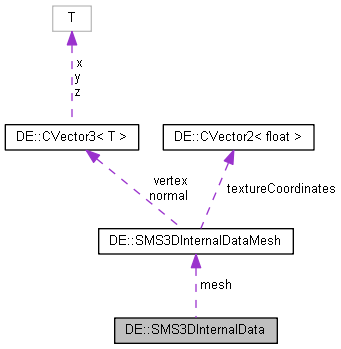 T
x
y
z
DE::CVector3< T >
DE::CVector2< float >
vertex
normal
textureCoordinates
DE::SMS3DInternalDataMesh
mesh
DE::SMS3DInternalData